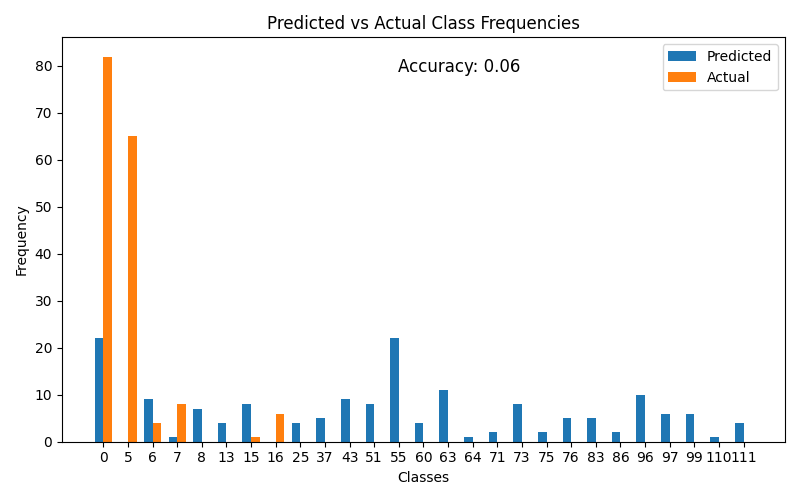 Predicted vs Actual Class Frequencies
Accuracy: 0.06
Predicted
Actual
Frequency
80
70
60
50
40
30
20
10
0
0 5 6 7 8 13 15 16 25 37 43 51 55 60 63 64 71 73 75 76 83 86 96 97 99 110 111
Classes